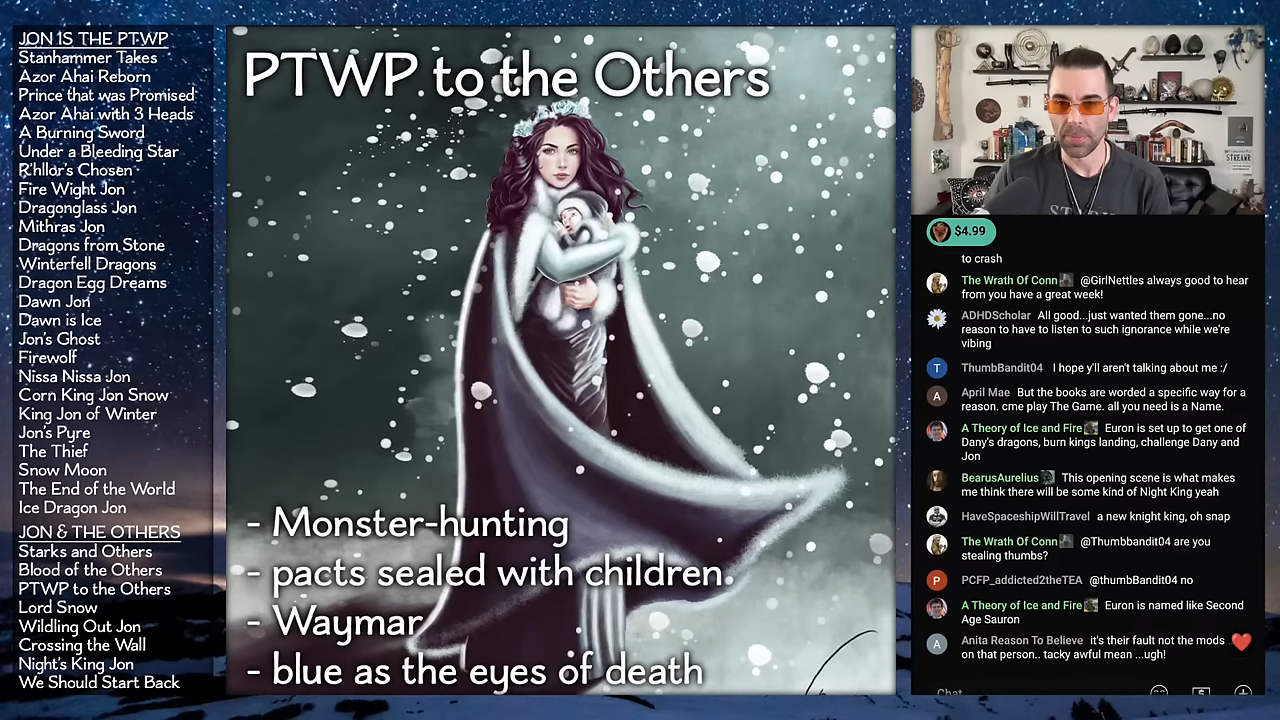 JON IS THE PTWP
Stanhammer Takes
Azor Ahai Reborn
Prince that was Promised
Azor Ahai with 3 Heads
A Burning Sword
Under a Bleeding Star
R'hllor's Chosen
Fire Wight Jon
Dragonglass Jon
Mithras Jon
Dragons from Stone
Winterfell Dragons
Dragon Egg Dreams
Dawn Jon
Dawn is Ice
Jon's Ghost
Firewolf
Nissa Nissa Jon
Corn King Jon Snow
King Jon of Winter
Jon's Pyre
The Thief
Snow Moon
The End of the World
Ice Dragon Jon
JON & THE OTHERS
Starks and Others
Blood of the Others
PTWP to the Others
Lord Snow
Wildling Out Jon
Crossing the Wall
Night's King Jon
We Should Start Back
PTWP to the Others
- Monster-hunting
- pacts sealed with children
- Waymar
- blue as the eyes of death
$4.99
to crash
The Wrath Of Conn @GirlNettles always good to hear
from you have a great week!
ADHDScholar All good...just wanted them gone...no
reason to have to listen to such ignorance while we're
vibing
T ThumbBandit04 I hope y'll aren't talking about me :/
A April Mae But the books are worded a specific way for a
reason. cme play The Game. all you need is a Name.
A Theory of Ice and Fire Euron is set up to get one of
Dany's dragons, burn kings landing, challenge Dany and
Jon
BearusAurelius This opening scene is what makes
me think there will be some kind of Night King yeah
HaveSpaceshipWillTravel a new knight king, oh snap
The Wrath Of Conn @Thumbbandit04 are you
stealing thumbs?
P PCFP_addicted2theTEA @thumbBandit04 no
A Theory of Ice and Fire Euron is named like Second
Age Sauron
A Anita Reason To Believe it's their fault not the mods
on that person.. tacky awful mean ...ugh!
Chat